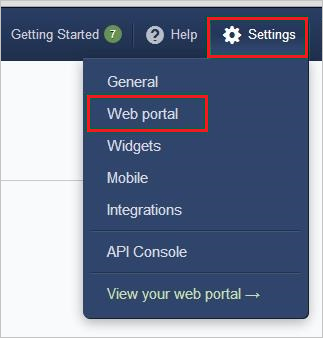 Getting Started 7 Help Settings
General
Web portal
Widgets
Mobile
Integrations
API Console
View your web portal →